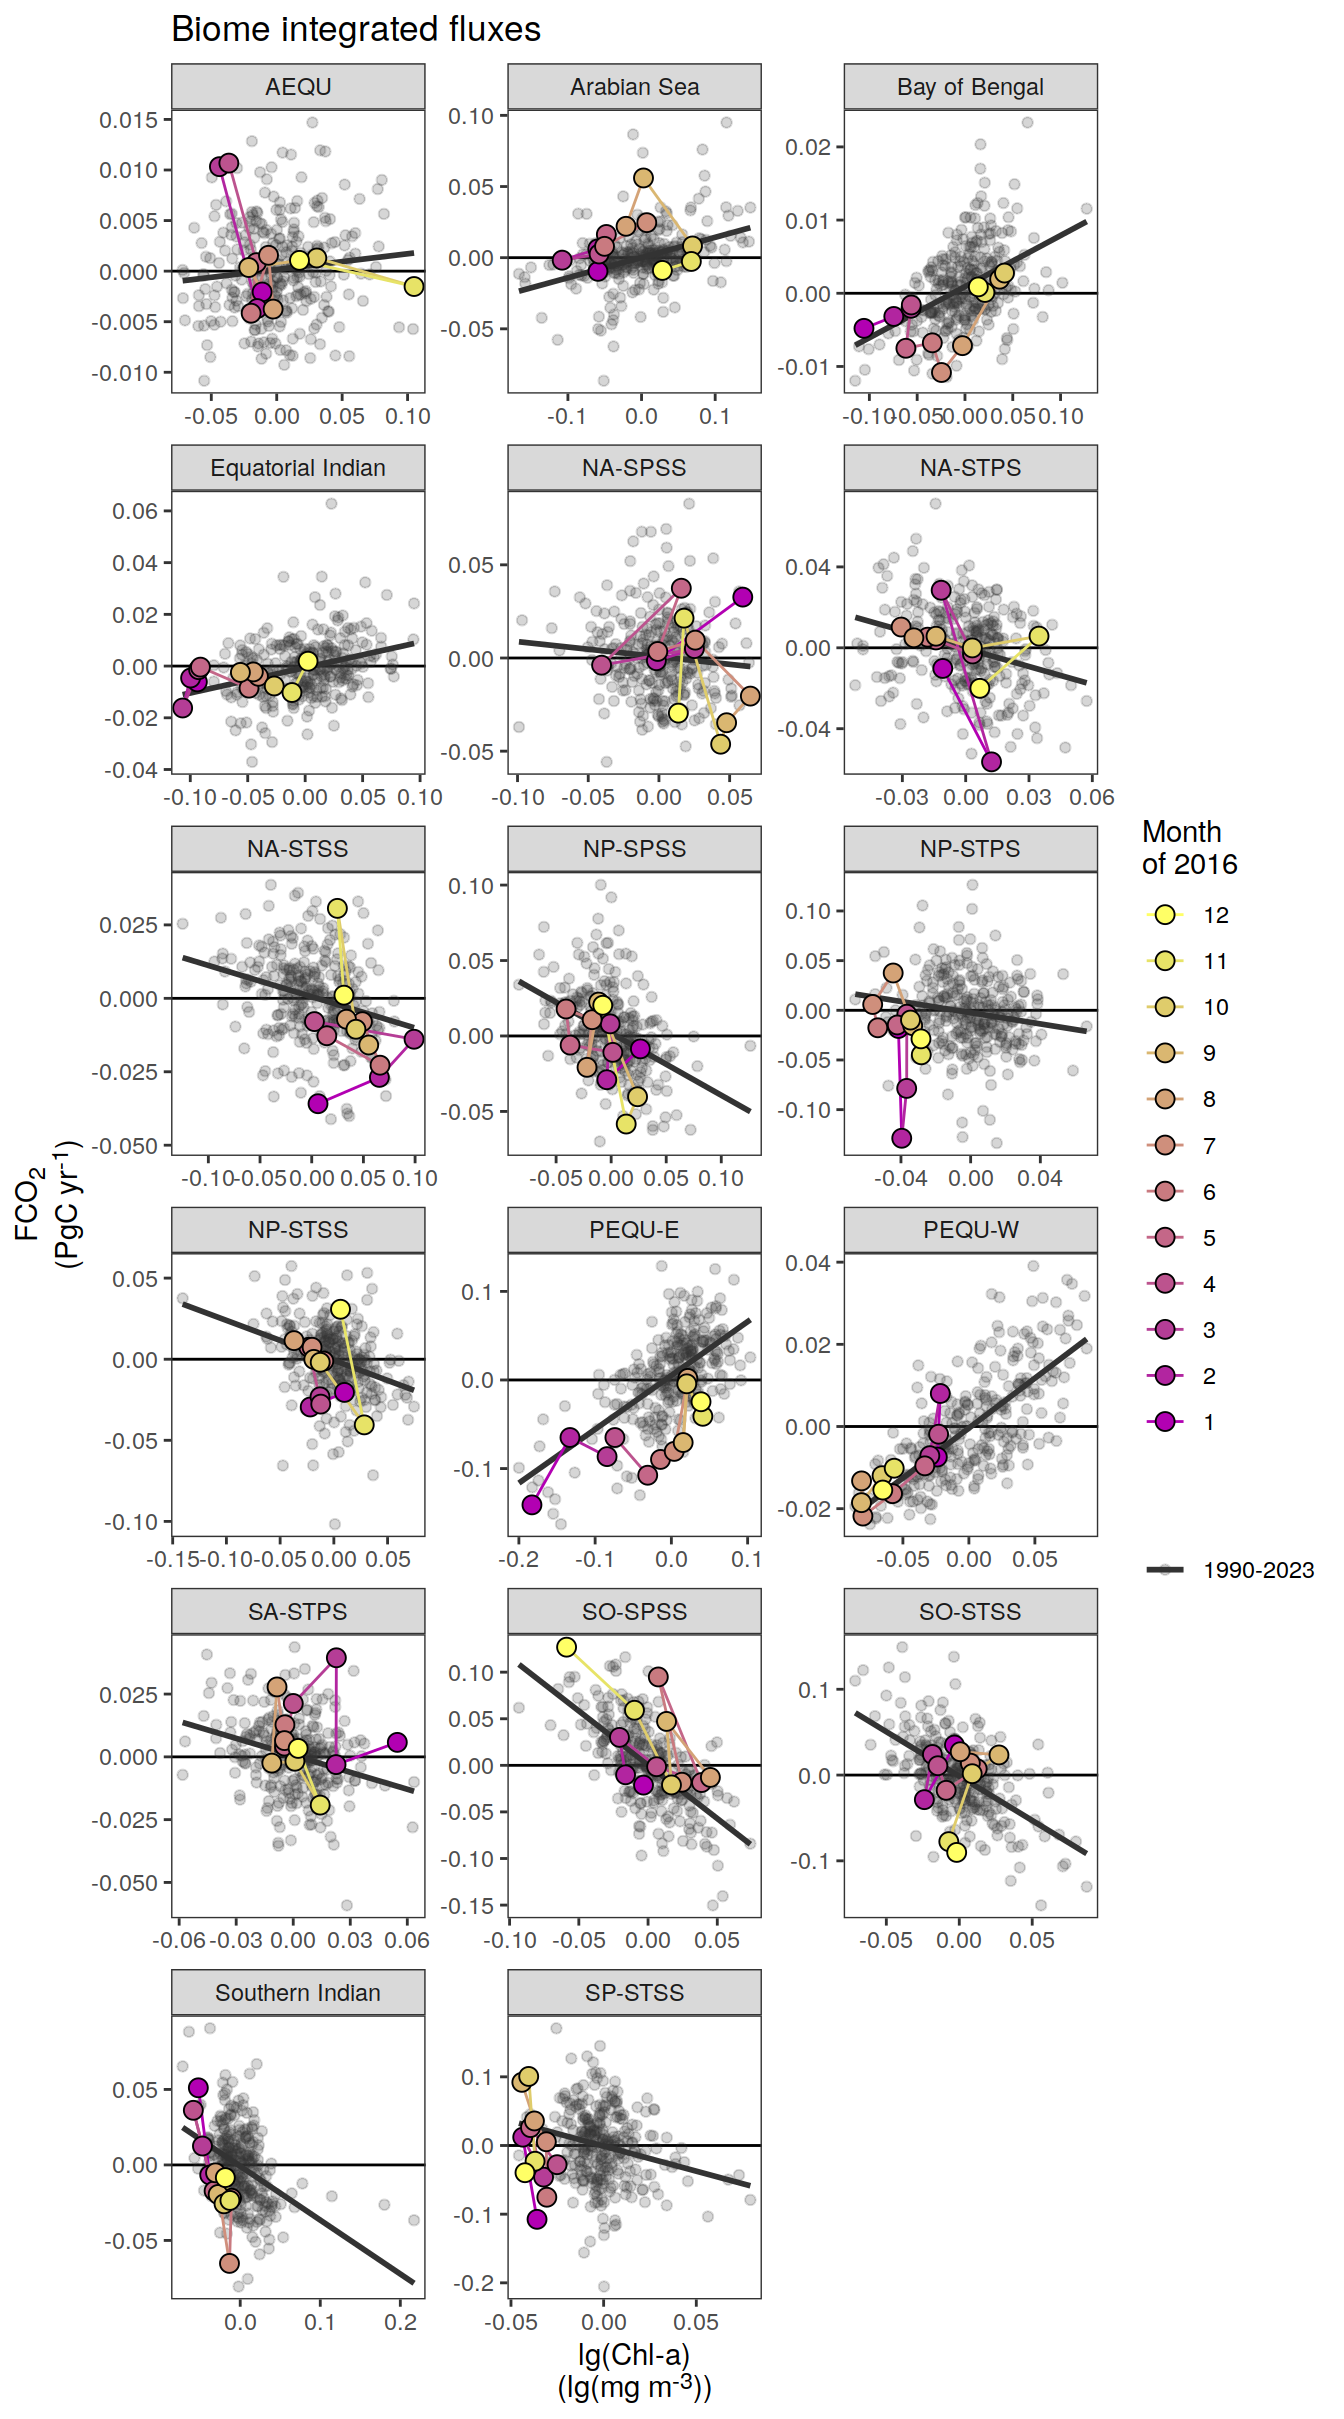 Biome integrated fluxes
AEQU
Arabian Sea
Bay of Bengal
0.015
0.010
0.005
0.000
-0.005
-0.010
-0.05 0.00 0.05 0.10
0.10
0.05
0.00
-0.05
-0.1 0.0 0.1
0.02
0.01
0.00
-0.01
-0.10 -0.05 0.00 0.05 0.10
Equatorial Indian
NA-SPSS
NA-STPS
0.06
0.04
0.02
0.00
-0.02
-0.04
-0.10 -0.05 0.00 0.05 0.10
0.05
0.00
-0.05
-0.10 -0.05 0.00 0.05
0.04
0.00
-0.04
-0.03 0.00 0.03 0.06
NA-STSS
NP-SPSS
NP-STPS
0.025
0.000
-0.025
-0.050
-0.10 -0.05 0.00 0.05 0.10
0.10
0.05
0.00
-0.05
-0.05 0.00 0.05 0.10
0.10
0.05
0.00
-0.05
-0.10
-0.04 0.00 0.04
NP-STSS
PEQU-E
PEQU-W
0.05
0.00
-0.05
-0.10
-0.15 -0.10 -0.05 0.00 0.05
0.1
0.0
-0.1
-0.2 -0.1 0.0 0.1
0.04
0.02
0.00
-0.02
-0.05 0.00 0.05
SA-STPS
SO-SPSS
SO-STSS
0.025
0.000
-0.025
-0.050
-0.06 -0.03 0.00 0.03 0.06
0.10
0.05
0.00
-0.05
-0.10
-0.15
-0.10 -0.05 0.00 0.05
0.1
0.0
-0.1
-0.05 0.00 0.05
Southern Indian
SP-STSS
0.05
0.00
-0.05
0.0 0.1 0.2
0.1
0.0
-0.1
-0.2
-0.05 0.00 0.05
FCO2
(PgC yr-1)
lg(Chl-a)
(lg(mg m-3))
Month
of 2016
12
11
10
9
8
7
6
5
4
3
2
1
1990-2023